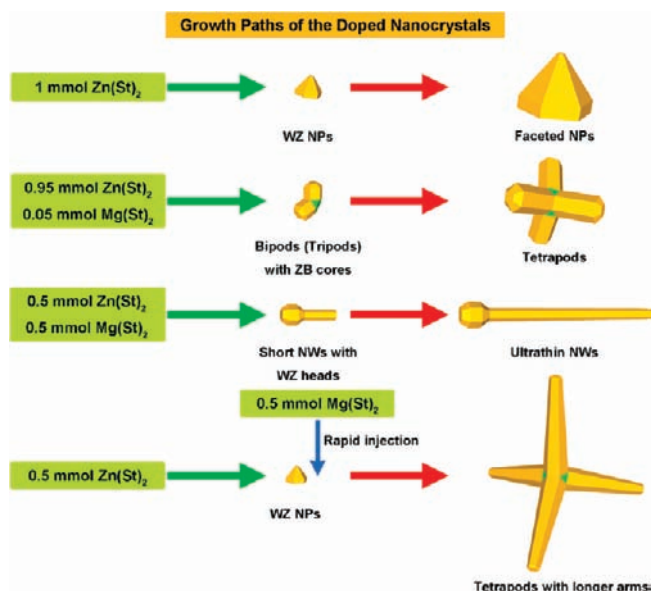 Growth Paths of the Doped Nanocrystals
1 mmol Zn(St)₂
WZ NPs
Faceted NPs
0.95 mmol Zn(St)₂
0.05 mmol Mg(St)₂
Bipods (Tripods)
with ZB cores
Tetrapods
0.5 mmol Zn(St)₂
0.5 mmol Mg(St)₂
Short NWs with
WZ heads
Ultrathin NWs
0.5 mmol Mg(St)₂
Rapid injection
0.5 mmol Zn(St)₂
WZ NPs
Tetrapods with longer arms